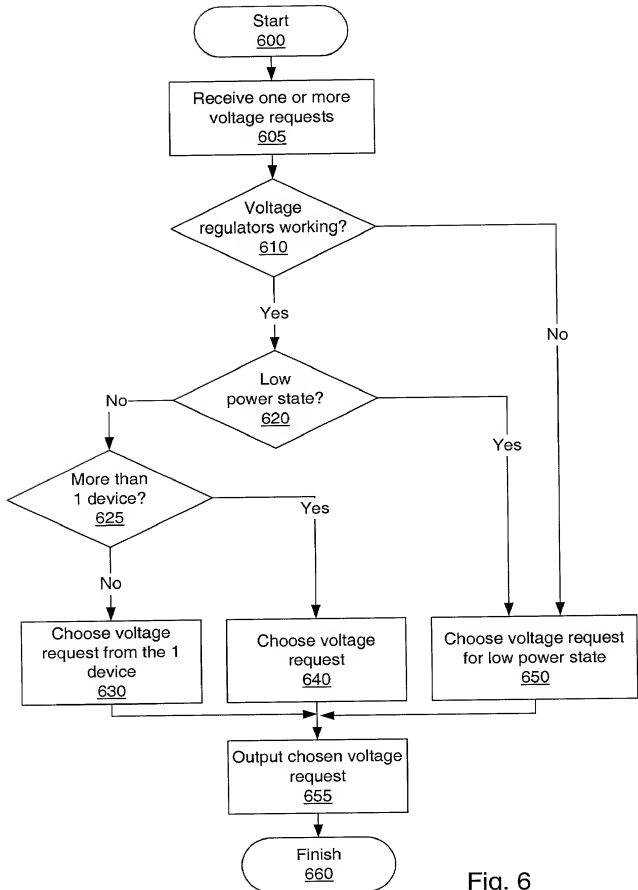 Start
600
Receive one or more
voltage requests
605
Voltage
regulators working?
610
Yes
No
Low
power state?
620
No
Yes
More than
1 device?
625
Yes
No
Choose voltage
request from the 1
device
630
Choose voltage
request
640
Choose voltage request
for low power state
650
Output chosen voltage
request
655
Finish
660
Fig. 6